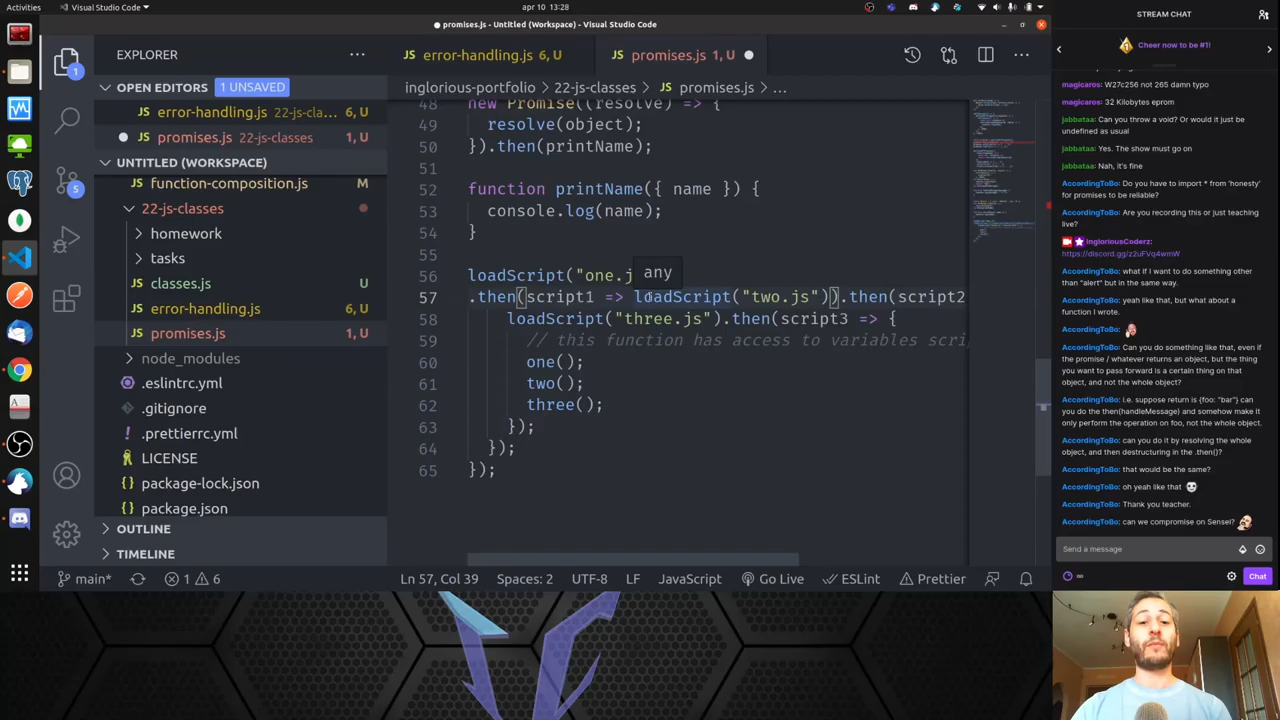 Activities
Visual Studio Code
apr 10 13:28
● promises.js - Untitled (Workspace) - Visual Studio Code
EXPLORER
OPEN EDITORS
1 UNSAVED
error-handling.js 22-js-cla... 6, U
promises.js 22-js-classes 1, U
UNTITLED (WORKSPACE)
function-composition.js M
22-js-classes
homework
tasks
classes.js U
error-handling.js 6, U
promises.js 1, U
node_modules
.eslintrc.yml
.gitignore
.prettierrc.yml
LICENSE
package-lock.json
package.json
OUTLINE
TIMELINE
1
5
error-handling.js 6, U
promises.js 1, U
lorious-portfolio > 22-js-classes > promises.js > ...
48 new Promise((resolve) => {
49 resolve(object);
50 }).then(printName);
51
52 function printName({ name }) {
53 console.log(name);
54 }
55
56 loadScript("one.j
any
57 .then(script1 => loadScript("two.js")).then(script2
58 loadScript("three.js").then(script3 => {
59 // this function has access to variables scri
60 one();
61 two();
62 three();
63 });
64 });
65 });
main*
1
6
Ln 57, Col 39
Spaces: 2
UTF-8
LF
JavaScript
Go Live
ESLint
Prettier
STREAM CHAT
Cheer now to be #1!
magicaros: W27c256 not 265 damn typo
magicaros: 32 Kilobytes eprom
jabbataa: Can you throw a void? Or would it just be
undefined as usual
jabbataa: Yes. The show must go on
jabbataa: Nah, it's fine
AccordingToBo: Do you have to import * from 'honesty'
for promises to be reliable?
AccordingToBo: Are you recording this or just teaching
live?
IngloriousCoderz:
https://discord.gg/z2uFVq4wmW
AccordingToBo: what if I want to do something other
than "alert" but in the same way.
AccordingToBo: yeah like that, but what about a
function I wrote.
AccordingToBo:
AccordingToBo: Can you do something like that, even if
the promise / whatever returns an object, but the thing
you want to pass forward is a certain thing on that
object, and not the whole object?
AccordingToBo: i.e. suppose return is {foo: "bar"} can
you do the then(handleMessage) and somehow make it
only perform the operation on foo, not the whole object.
AccordingToBo: can you do it by resolving the whole
object, and then destructuring in the .then()?
AccordingToBo: that would be the same?
AccordingToBo: oh yeah like that
AccordingToBo: Thank you teacher.
AccordingToBo: can we compromise on Sensei?
Send a message
∞
Chat